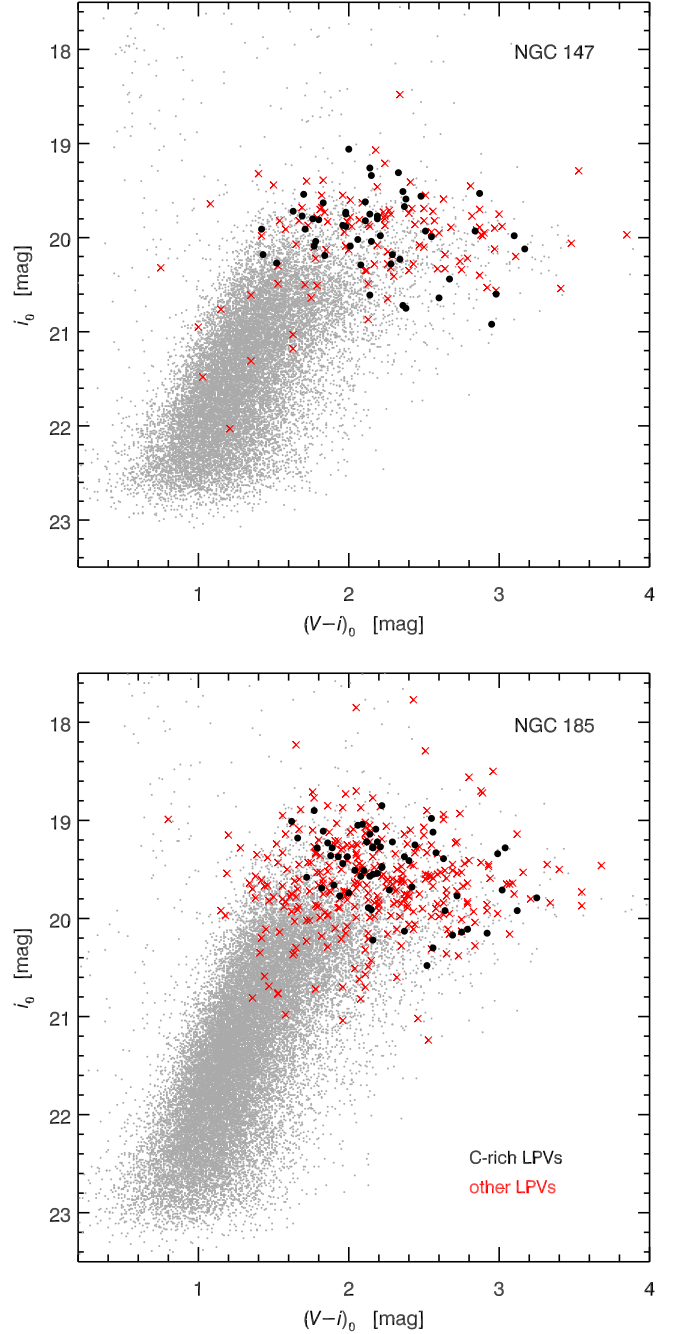 NGC 147
18
19
20
21
22
23
i₀ [mag]
1 2 3 4
(V−i)₀ [mag]
NGC 185
18
19
20
21
22
23
i₀ [mag]
C-rich LPVs
other LPVs
1 2 3 4
(V−i)₀ [mag]